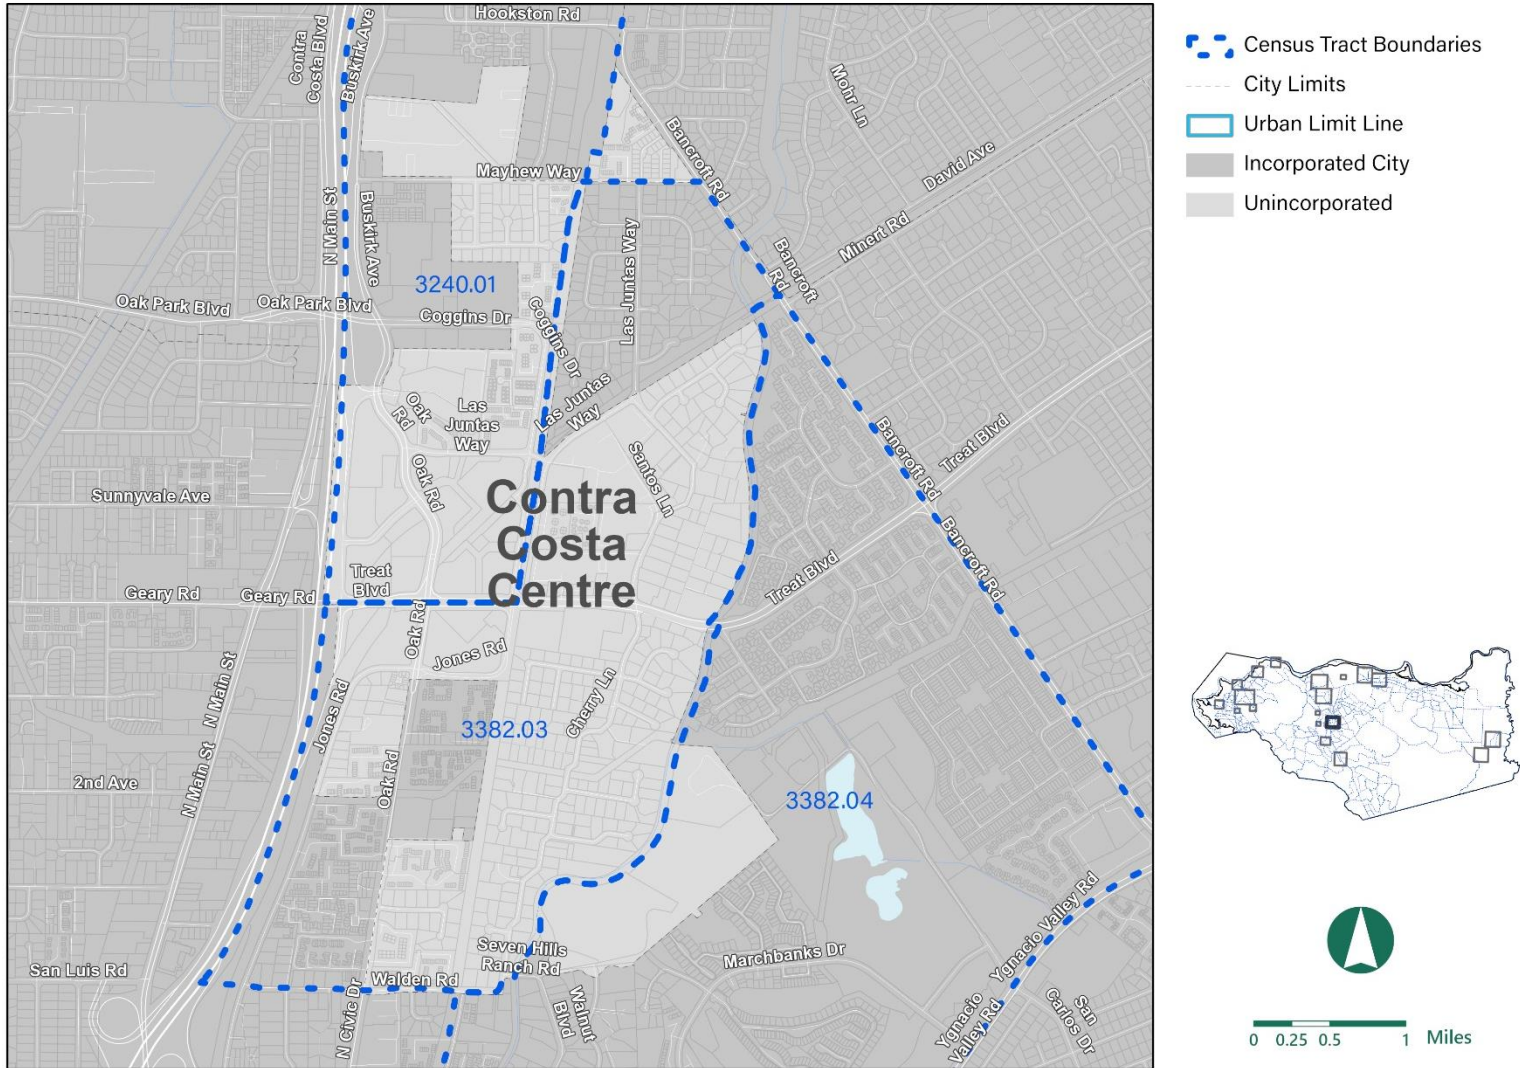 Hookston Rd
Contra
Costa Blvd
Buskirk Ave
Mohr Ln
Bancroft Rd
David Ave
Mayhew Way
N Main St
Buskirk Ave
Las Juntas Way
Minert Rd
Bancroft
Rd
3240.01
Oak Park Blvd
Oak Park Blvd
Coggins Dr
Coggins Dr
Oak
Rd
Las
Juntas
Way
Las Juntas
Way
Santos Ln
Bancroft Rd
Treat Blvd
Oak Rd
Sunnyvale Ave
Contra
Costa
Centre
Bancroft Rd
Geary Rd
Geary Rd
Treat
Blvd
Treat Blvd
Oak Rd
Jones Rd
N Main St
Jones Rd
Cherry Ln
3382.03
2nd Ave
N Main St
Oak Rd
3382.04
Ygnacio Valley Rd
San Luis Rd
Walden Rd
Seven Hills
Ranch Rd
Marchbanks Dr
N Civic Dr
Walnut
Blvd
Ygnacio
Valley Rd
San
Carlos Dr
Census Tract Boundaries
City Limits
Urban Limit Line
Incorporated City
Unincorporated
0 0.25 0.5 1 Miles